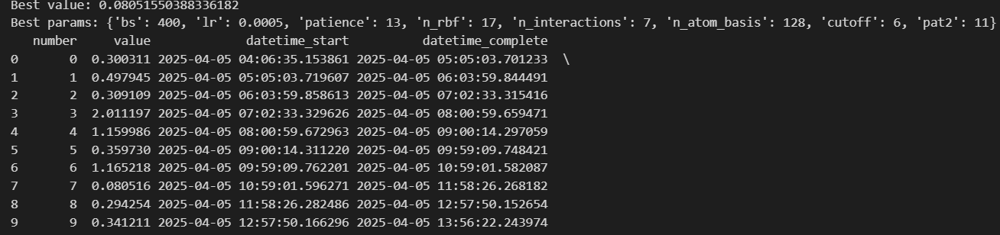 Best value: 0.08051550388336182
Best params: {'bs': 400, 'lr': 0.0005, 'patience': 13, 'n_rbf': 17, 'n_interactions': 7, 'n_atom_basis': 128, 'cutoff': 6, 'pat2': 11}
   number     value             datetime_start          datetime_complete
0       0  0.300311 2025-04-05 04:06:35.153861 2025-04-05 05:05:03.701233  \
1       1  0.497945 2025-04-05 05:05:03.719607 2025-04-05 06:03:59.844491
2       2  0.309109 2025-04-05 06:03:59.858613 2025-04-05 07:02:33.315416
3       3  2.011197 2025-04-05 07:02:33.329626 2025-04-05 08:00:59.659471
4       4  1.159986 2025-04-05 08:00:59.672963 2025-04-05 09:00:14.297059
5       5  0.359730 2025-04-05 09:00:14.311220 2025-04-05 09:59:09.748421
6       6  1.165218 2025-04-05 09:59:09.762201 2025-04-05 10:59:01.582087
7       7  0.080516 2025-04-05 10:59:01.596271 2025-04-05 11:58:26.268182
8       8  0.294254 2025-04-05 11:58:26.282486 2025-04-05 12:57:50.152654
9       9  0.341211 2025-04-05 12:57:50.166296 2025-04-05 13:56:22.243974